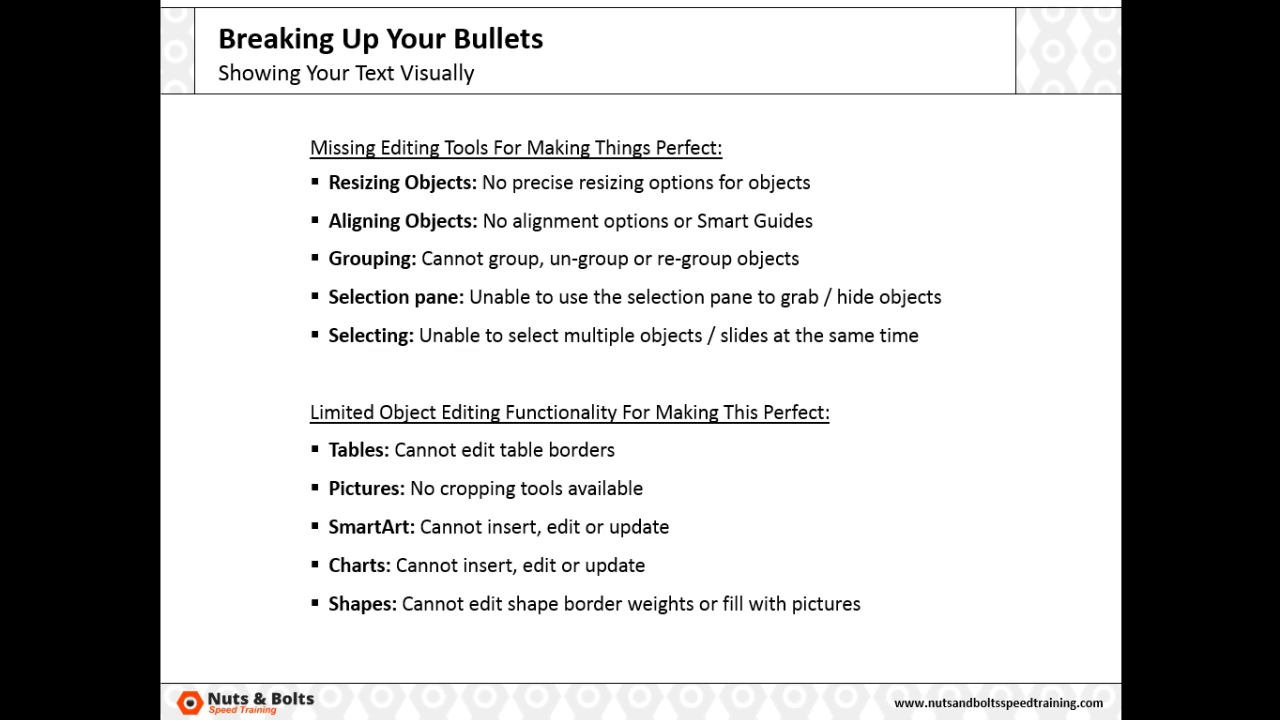 Breaking Up Your Bullets
Showing Your Text Visually
Missing Editing Tools For Making Things Perfect:
▪ Resizing Objects: No precise resizing options for objects
▪ Aligning Objects: No alignment options or Smart Guides
▪ Grouping: Cannot group, un-group or re-group objects
▪ Selection pane: Unable to use the selection pane to grab / hide objects
▪ Selecting: Unable to select multiple objects / slides at the same time
Limited Object Editing Functionality For Making This Perfect:
▪ Tables: Cannot edit table borders
▪ Pictures: No cropping tools available
▪ SmartArt: Cannot insert, edit or update
▪ Charts: Cannot insert, edit or update
▪ Shapes: Cannot edit shape border weights or fill with pictures
Nuts & Bolts
Speed Training
www.nutsandboltsspeedtraining.com